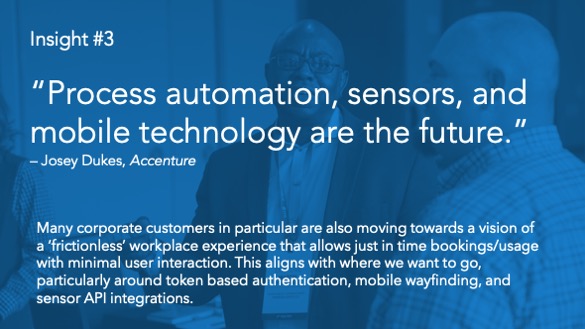 Insight #3
“Process automation, sensors, and
mobile technology are the future.”
– Josey Dukes, Accenture
Many corporate customers in particular are also moving towards a vision of
a ‘frictionless’ workplace experience that allows just in time bookings/usage
with minimal user interaction. This aligns with where we want to go,
particularly around token based authentication, mobile wayfinding, and
sensor API integrations.